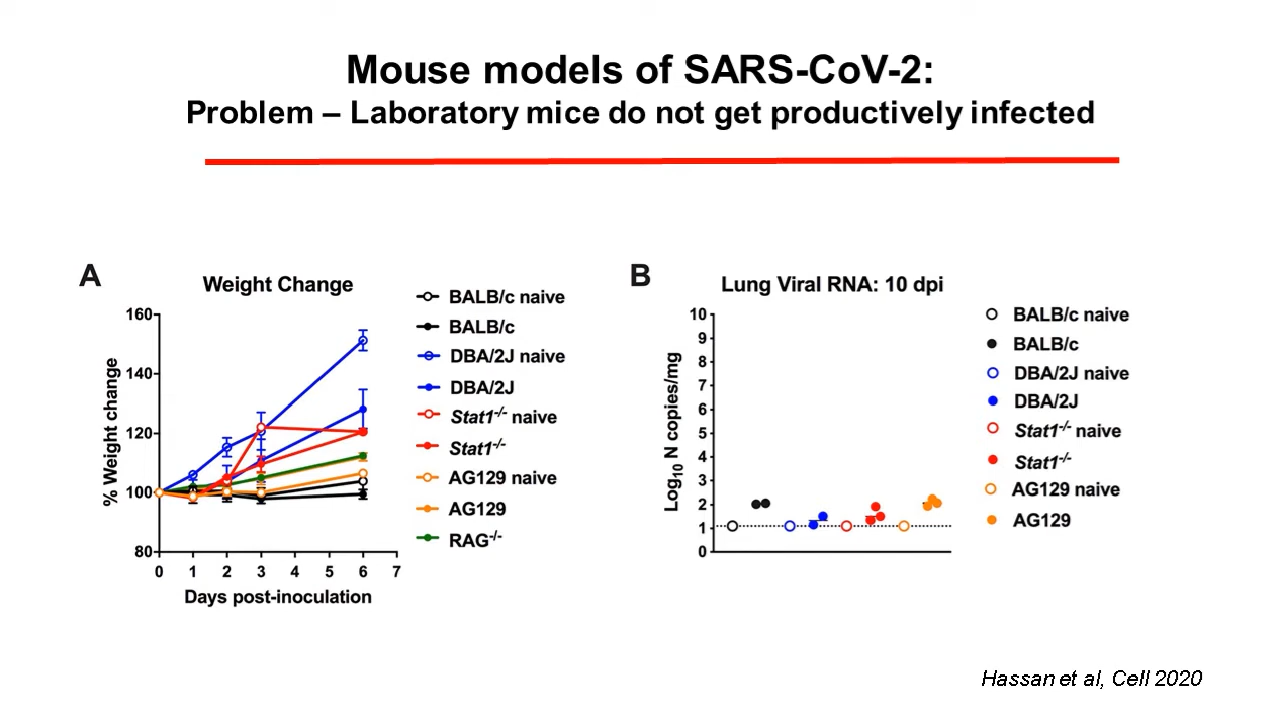 Mouse models of SARS-CoV-2:
Problem – Laboratory mice do not get productively infected
A
Weight Change
% Weight change
160
140
120
100
80
0 1 2 3 4 5 6 7
Days post-inoculation
BALB/c naive
BALB/c
DBA/2J naive
DBA/2J
Stat1-/- naive
Stat1-/-
AG129 naive
AG129
RAG-/-
B
Lung Viral RNA: 10 dpi
Log10 N copies/mg
10
9
8
7
6
5
4
3
2
1
0
BALB/c naive
BALB/c
DBA/2J naive
DBA/2J
Stat1-/- naive
Stat1-/-
AG129 naive
AG129
Hassan et al, Cell 2020